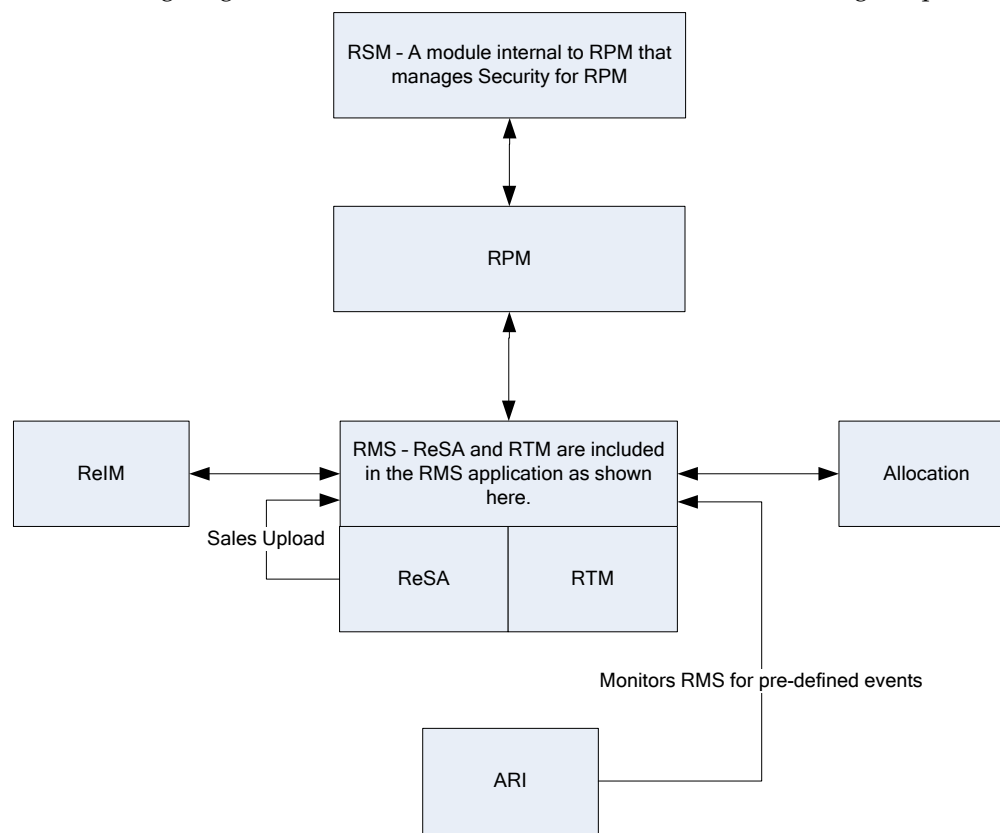 RSM - A module internal to RPM that
manages Security for RPM
RPM
RMS - ReSA and RTM are included
in the RMS application as shown
here.
ReIM
Allocation
Sales Upload
ReSA
RTM
Monitors RMS for pre-defined events
ARI